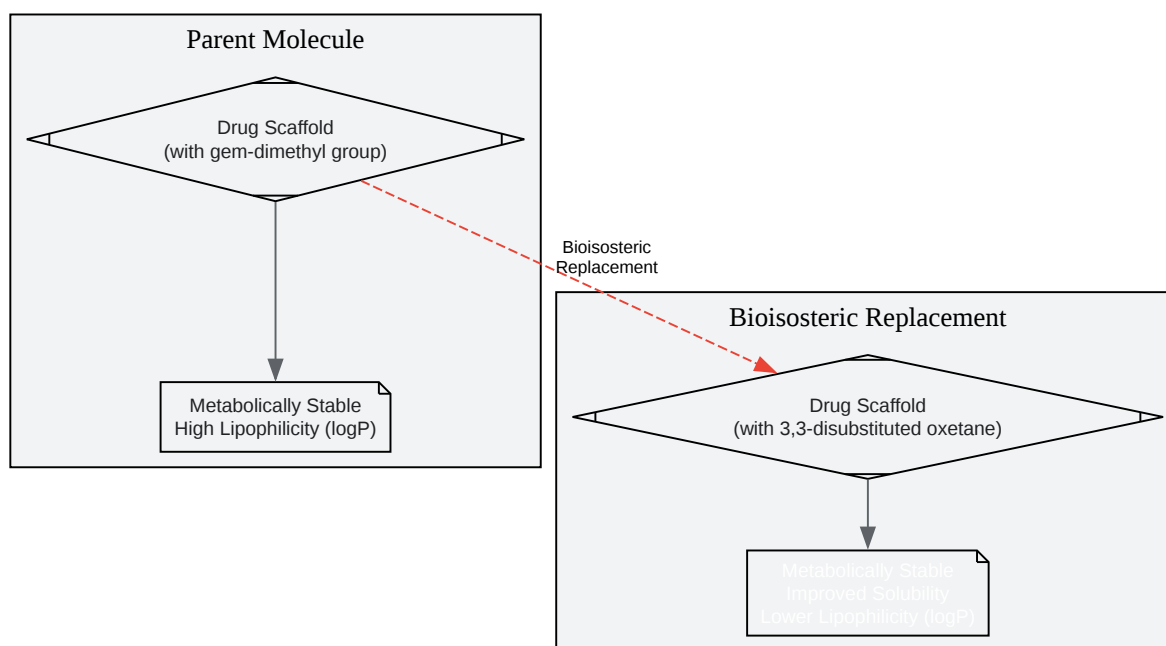 Parent Molecule
Drug Scaffold
(with gem-dimethyl group)
Bioisosteric
Replacement
Metabolically Stable
High Lipophilicity (logP)
Bioisosteric Replacement
Drug Scaffold
(with 3,3-disubstituted oxetane)
Metabolically Stable
Improved Solubility
Lower Lipophilicity (logP)